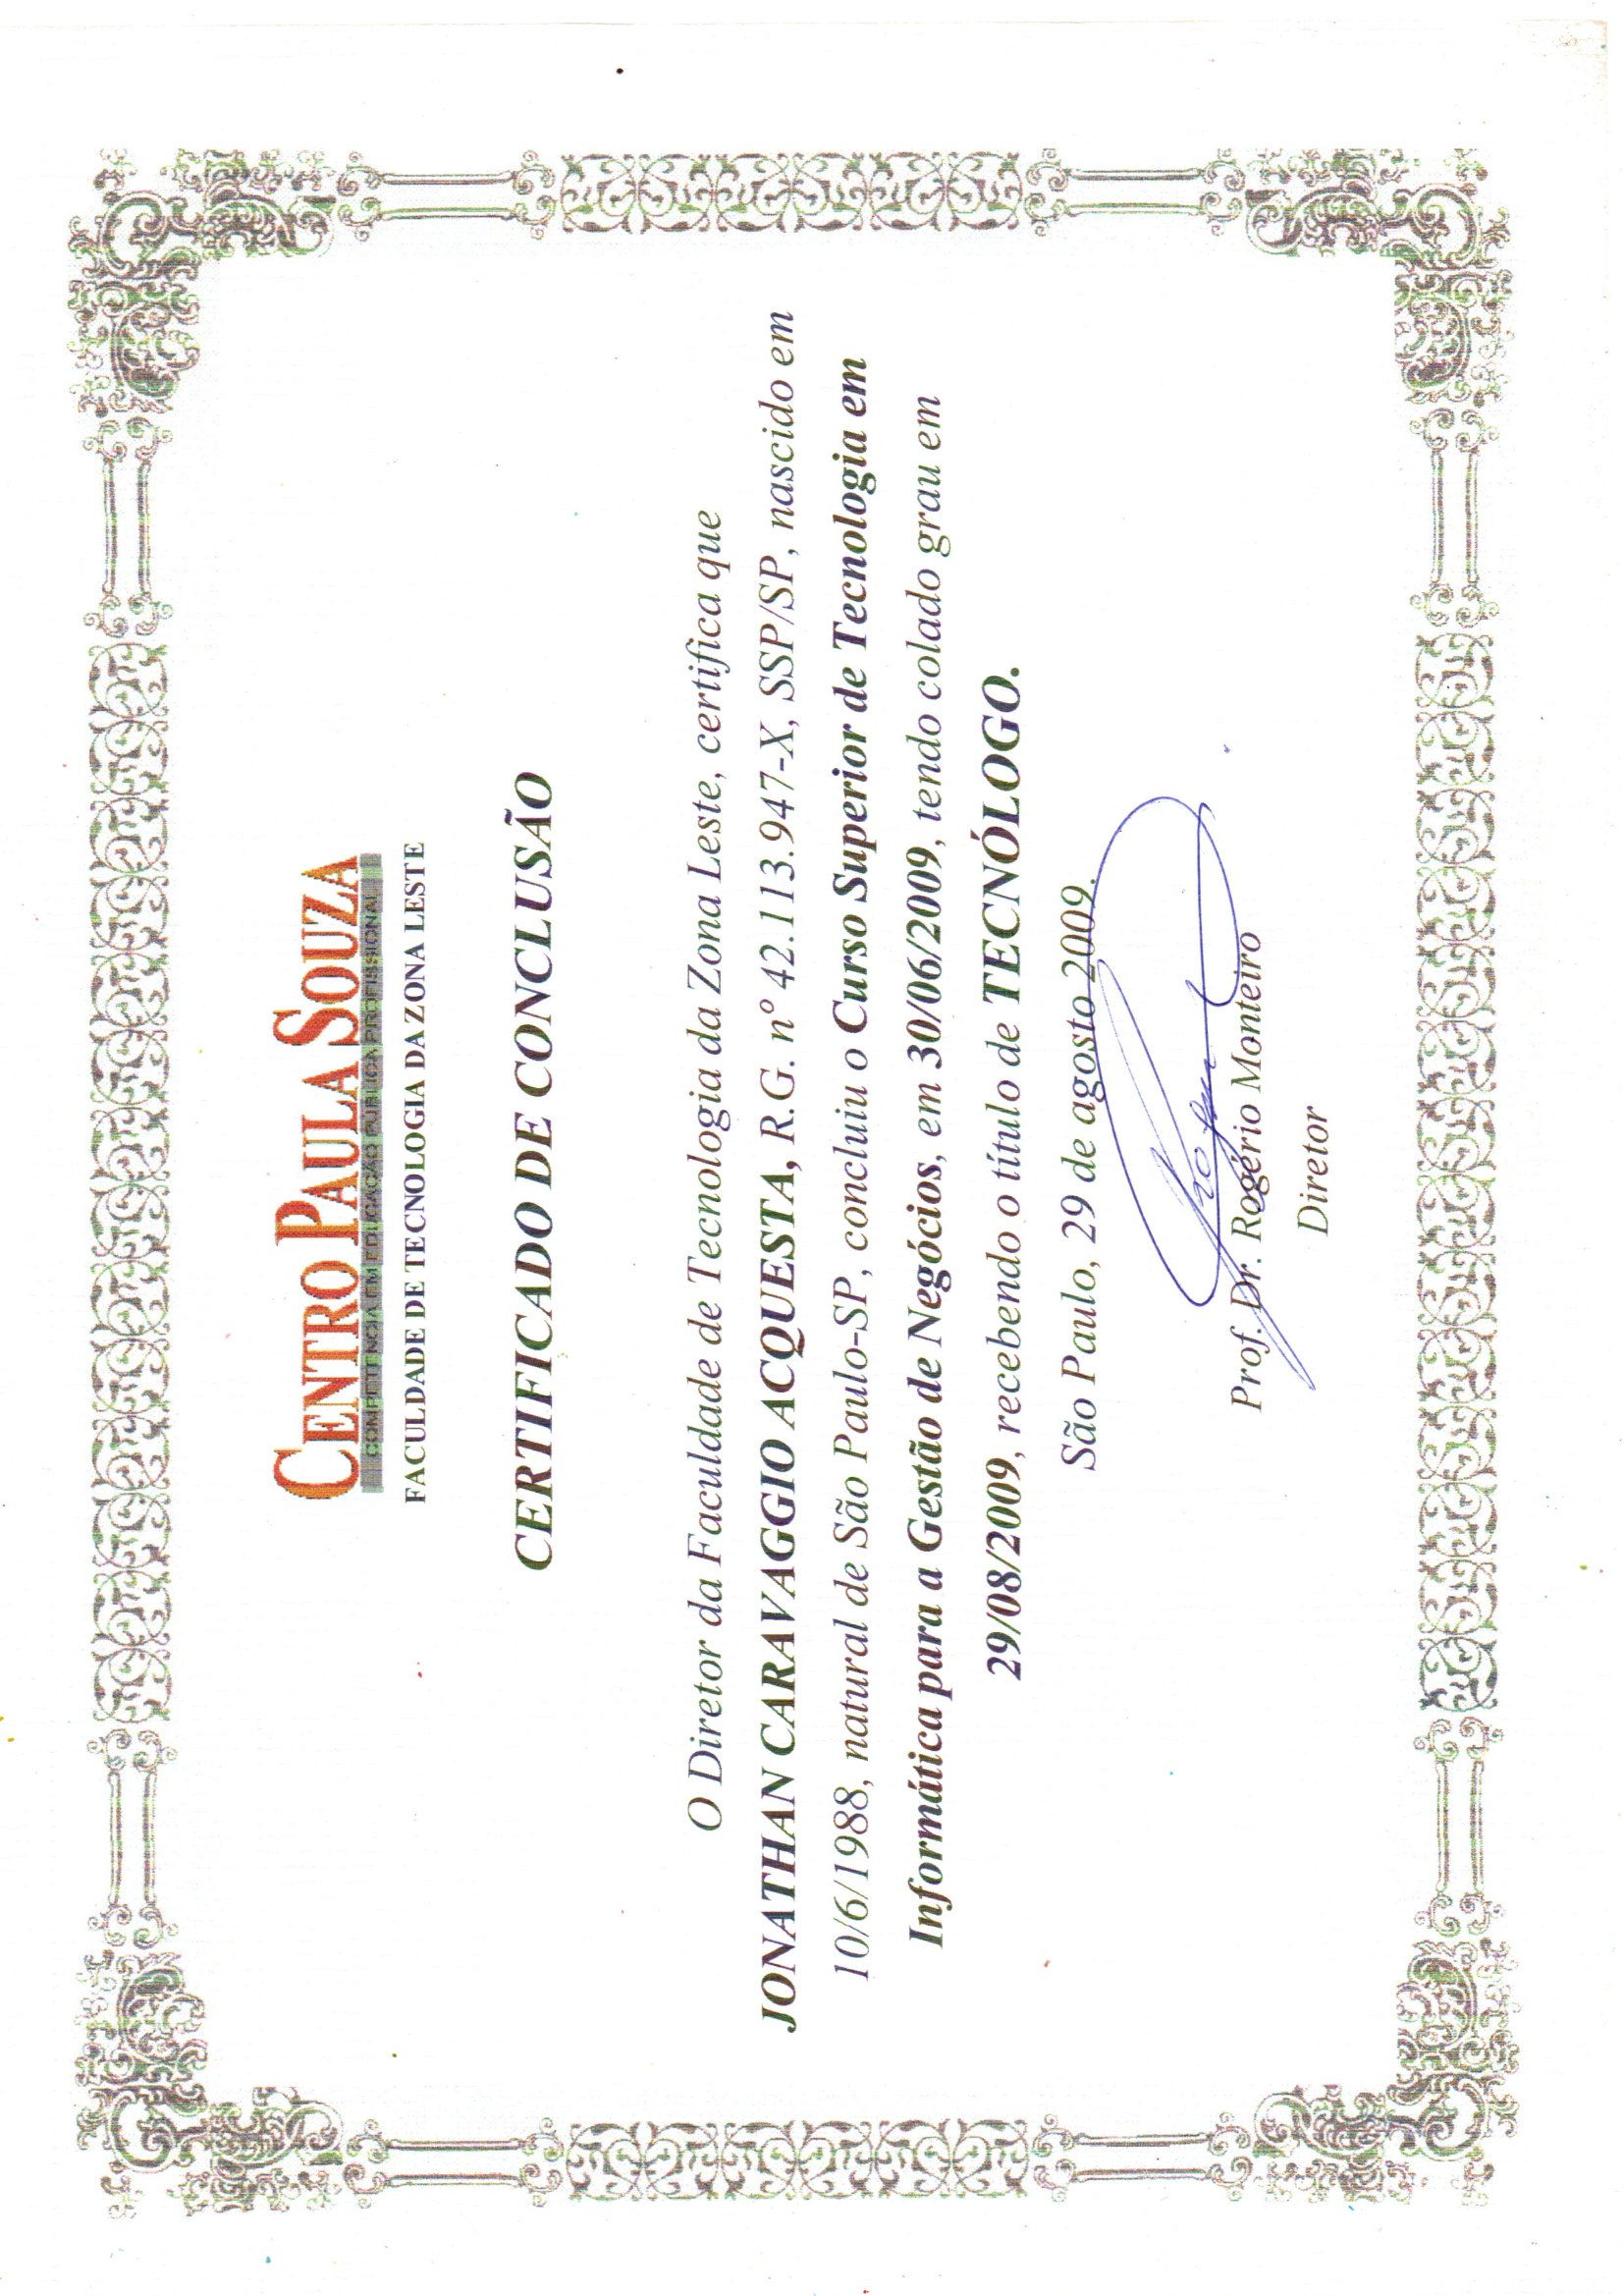 CENTRO PAULA SOUZA
COMPETÊNCIA EM EDUCAÇÃO PÚBLICA PROFISSIONAL
FACULDADE DE TECNOLOGIA DA ZONA LESTE
CERTIFICADO DE CONCLUSÃO
O Diretor da Faculdade de Tecnologia da Zona Leste, certifica que
JONATHAN CARAVAGGIO ACQUESTA, R.G. nº 42.113.947-X, SSP/SP, nascido em
10/6/1988, natural de São Paulo-SP, concluiu o Curso Superior de Tecnologia em
Informática para a Gestão de Negócios, em 30/06/2009, tendo colado grau em
29/08/2009, recebendo o título de TECNÓLOGO.
São Paulo, 29 de agosto 2009.
Prof. Dr. Rogério Monteiro
Diretor